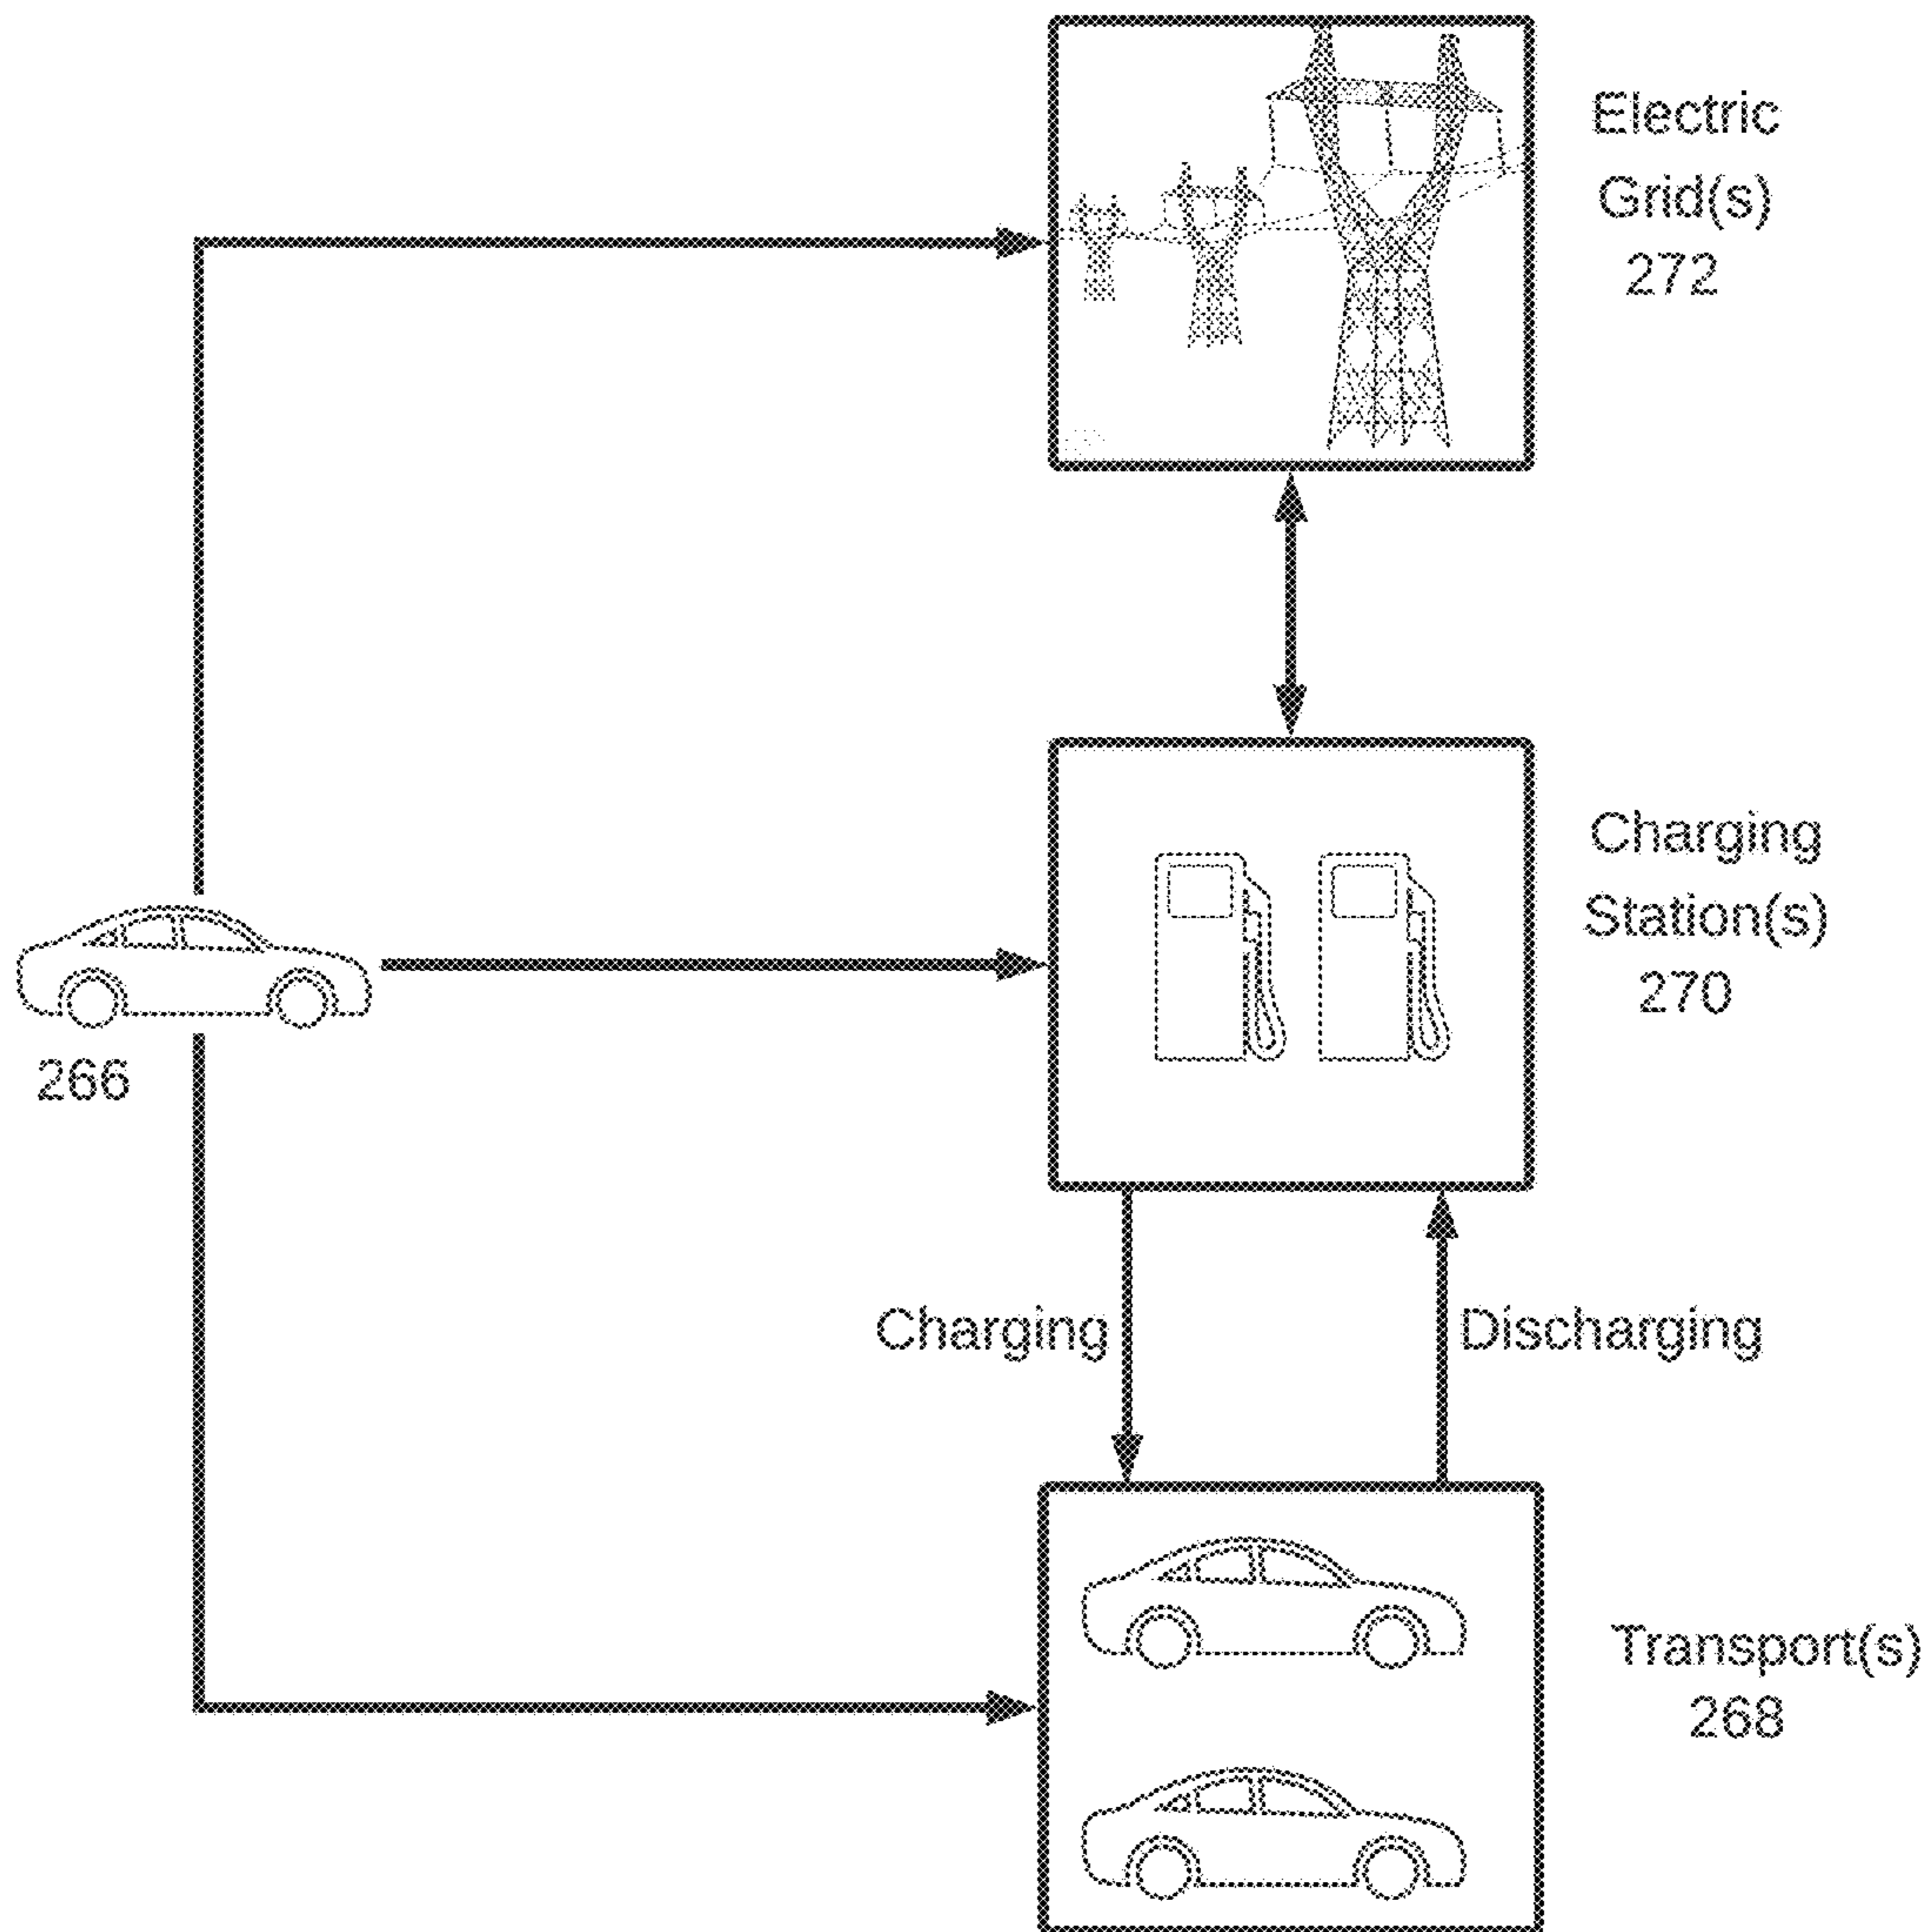 Electric
Grid(s)
272
Charging
Station(s)
270
266
Charging
Discharging
Transport(s)
268